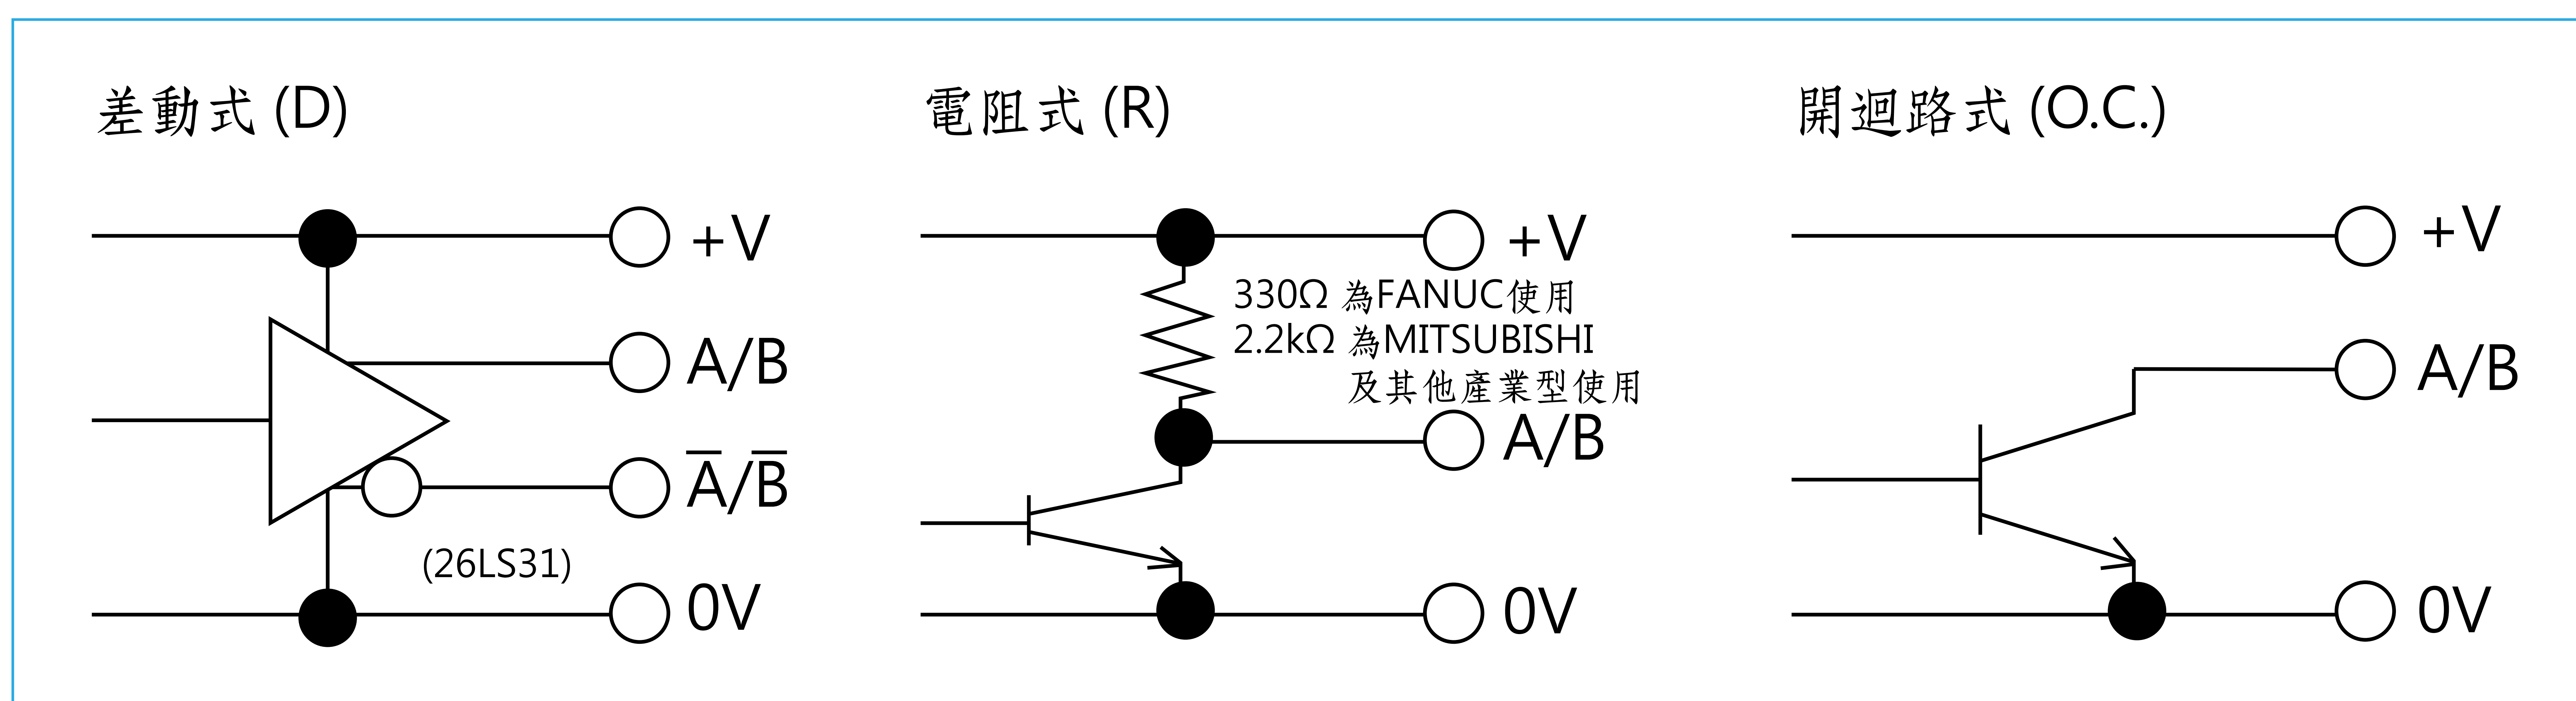 差動式 (D)
+V
A/B
A̅/B̅
(26LS31)
0V
電阻式 (R)
+V
330Ω 為FANUC使用
2.2kΩ 為MITSUBISHI
及其他產業型使用
A/B
0V
開迴路式 (O.C.)
+V
A/B
0V